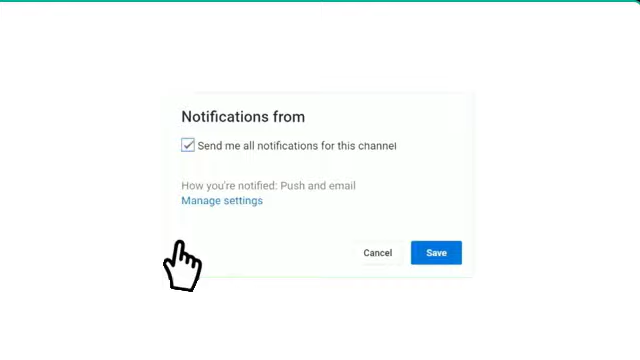 Notifications from
Send me all notifications for this channel
How you're notified: Push and email
Manage settings
Cancel
Save